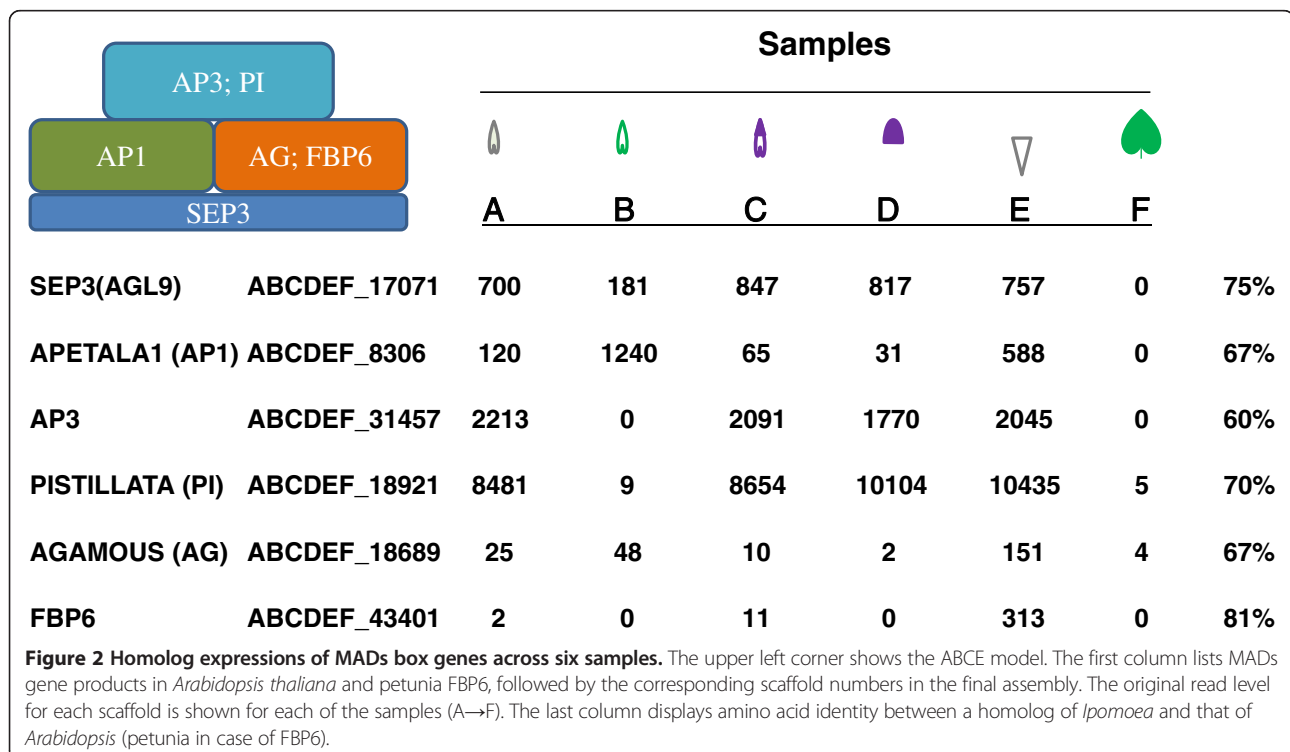 Samples
AP3; PI
AP1 AG; FBP6
SEP3
A B C D E F
SEP3(AGL9) ABCDEF_17071 700 181 847 817 757 0 75%
APETALA1 (AP1) ABCDEF_8306 120 1240 65 31 588 0 67%
AP3 ABCDEF_31457 2213 0 2091 1770 2045 0 60%
PISTILLATA (PI) ABCDEF_18921 8481 9 8654 10104 10435 5 70%
AGAMOUS (AG) ABCDEF_18689 25 48 10 2 151 4 67%
FBP6 ABCDEF_43401 2 0 11 0 313 0 81%
Figure 2 Homolog expressions of MADs box genes across six samples. The upper left corner shows the ABCE model. The first column lists MADs
gene products in Arabidopsis thaliana and petunia FBP6, followed by the corresponding scaffold numbers in the final assembly. The original read level
for each scaffold is shown for each of the samples (A→F). The last column displays amino acid identity between a homolog of Ipomoea and that of
Arabidopsis (petunia in case of FBP6).